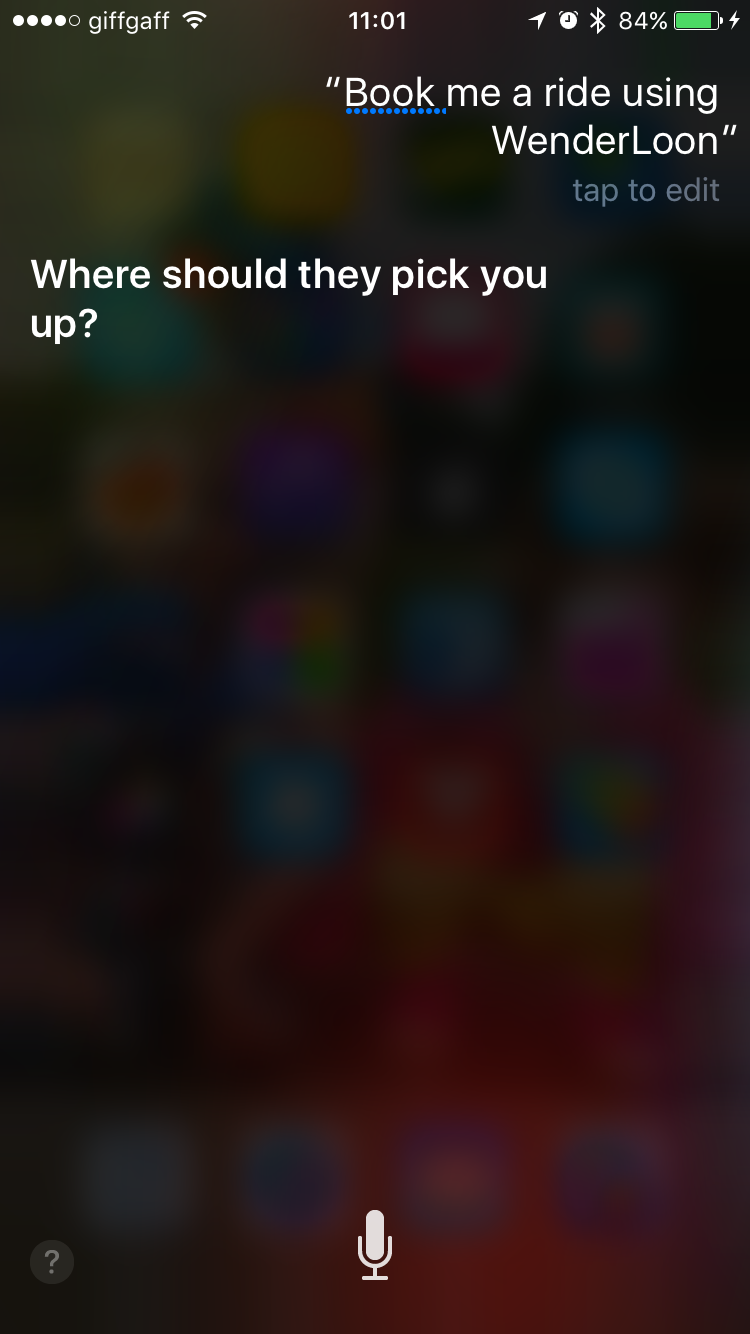 giffgaff 11:01 84%
“Book me a ride using
WenderLoon”
tap to edit
Where should they pick you
up?
?